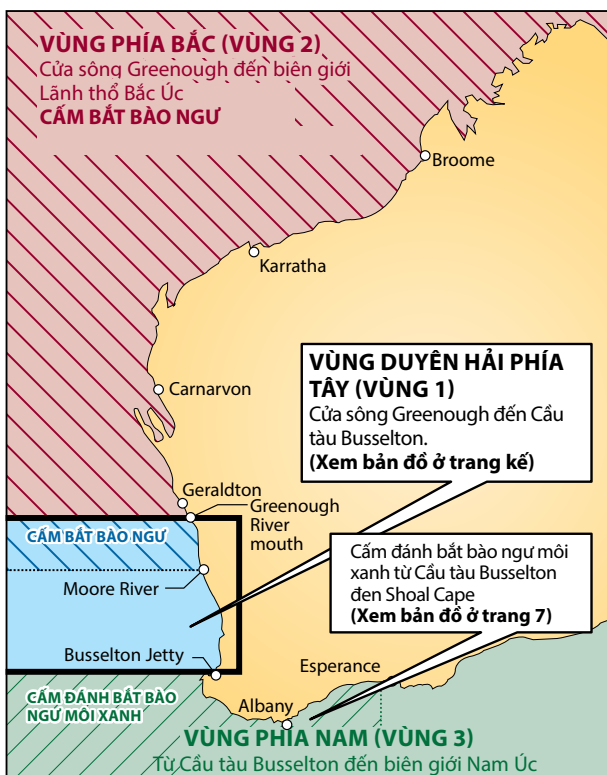 VÙNG PHÍA BẮC (VÙNG 2)
Cửa sông Greenough đến biên giới
Lãnh thổ Bắc Úc
CẤM BẮT BÀO NGƯ
Broome
Karratha
VÙNG DUYÊN HẢI PHÍA
TÂY (VÙNG 1)
Cửa sông Greenough đến Cầu
tàu Busselton.
(Xem bản đồ ở trang kế)
Carnarvon
Geraldton
Greenough
River
mouth
CẤM BẮT BÀO NGƯ
Moore River
Cấm đánh bắt bào ngư môi
xanh từ Cầu tàu Busselton
đen Shoal Cape
(Xem bản đồ ở trang 7)
Busselton Jetty
Esperance
CẤM ĐÁNH BẮT BÀO
NGƯ MÔI XANH
Albany
VÙNG PHÍA NAM (VÙNG 3)
Từ Cầu tàu Busselton đến biên giới Nam Úc